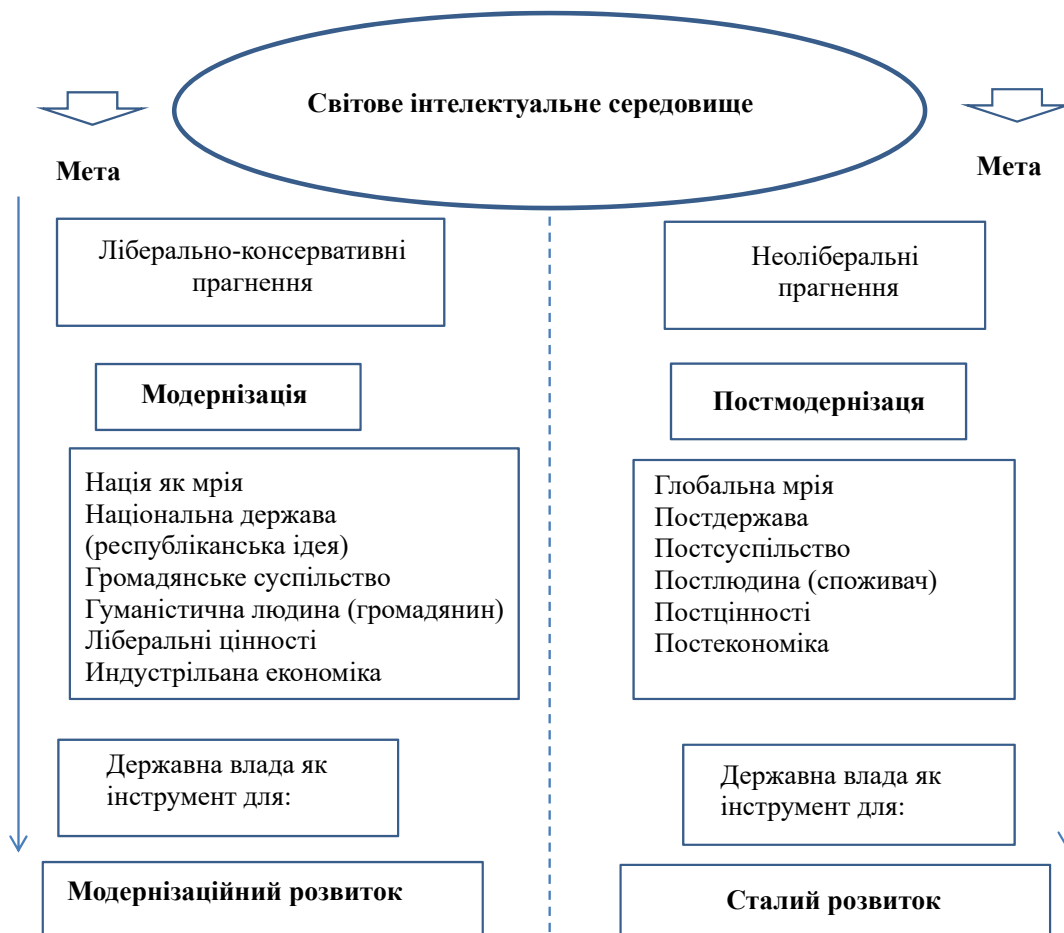 Світове інтелектуальне середовище
Мета
Мета
Ліберально-консервативні
прагнення
Неоліберальні
прагнення
Модернізація
Постмодернізаця
Нація як мрія
Національна держава
(республіканська ідея)
Громадянське суспільство
Гуманістична людина (громадянин)
Ліберальні цінності
Индустрільана економіка
Глобальна мрія
Постдержава
Постсуспільство
Постлюдина (споживач)
Постцінності
Постекономіка
Державна влада як
інструмент для:
Державна влада як
інструмент для:
Модернізаційний розвиток
Сталий розвиток